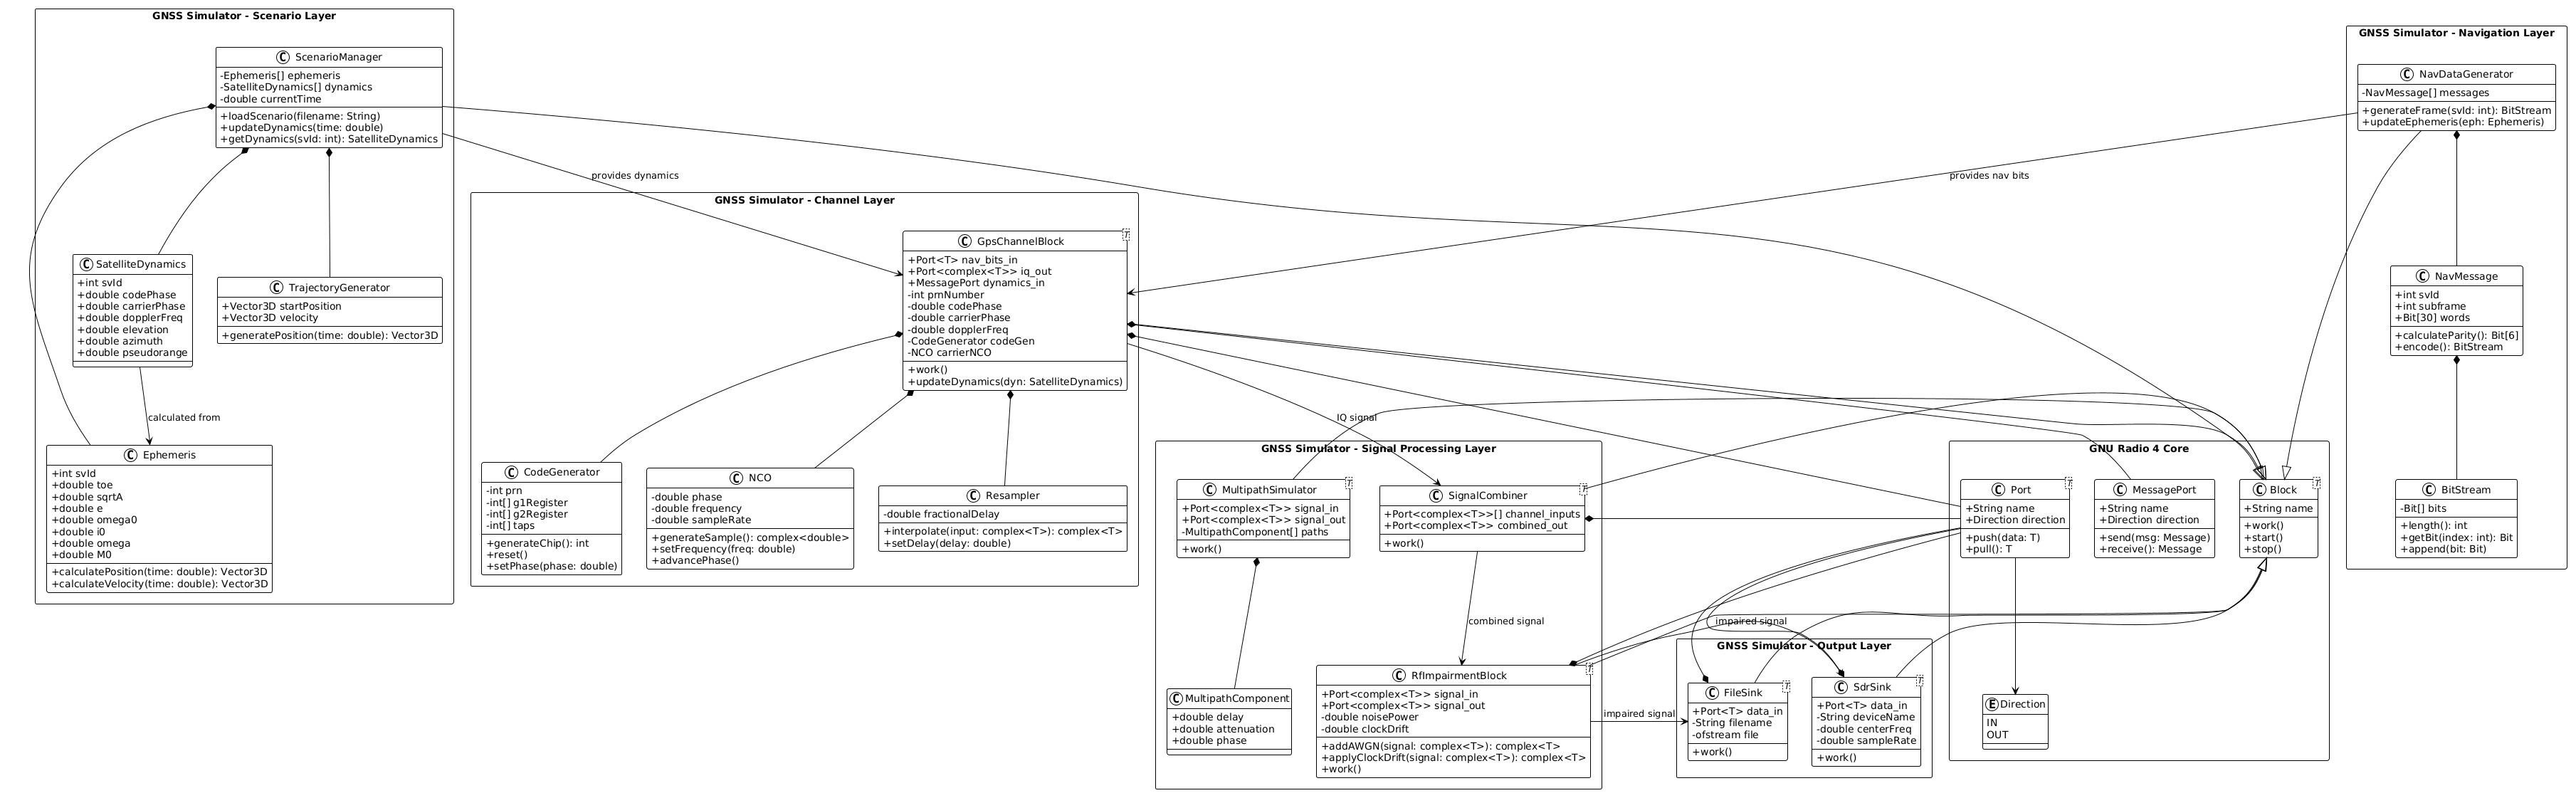 GNSS Simulator - Scenario Layer
C ScenarioManager
-Ephemeris[] ephemeris
-SatelliteDynamics[] dynamics
-double currentTime
+loadScenario(filename: String)
+updateDynamics(time: double)
+getDynamics(svId: int): SatelliteDynamics
C SatelliteDynamics
+int svId
+double codePhase
+double carrierPhase
+double dopplerFreq
+double elevation
+double azimuth
+double pseudorange
C TrajectoryGenerator
+Vector3D startPosition
+Vector3D velocity
+generatePosition(time: double): Vector3D
calculated from
C Ephemeris
+int svId
+double toe
+double sqrtA
+double e
+double omega0
+double i0
+double omega
+double M0
+calculatePosition(time: double): Vector3D
+calculateVelocity(time: double): Vector3D
provides dynamics
GNSS Simulator - Channel Layer
C GpsChannelBlock
T
+Port<T> nav_bits_in
+Port<complex<T>> iq_out
+MessagePort dynamics_in
-int prnNumber
-double codePhase
-double carrierPhase
-double dopplerFreq
-CodeGenerator codeGen
-NCO carrierNCO
+work()
+updateDynamics(dyn: SatelliteDynamics)
C CodeGenerator
-int prn
-int[] g1Register
-int[] g2Register
-int[] taps
+generateChip(): int
+reset()
+setPhase(phase: double)
C NCO
-double phase
-double frequency
-double sampleRate
+generateSample(): complex<double>
+setFrequency(freq: double)
+advancePhase()
C Resampler
-double fractionalDelay
+interpolate(input: complex<T>): complex<T>
+setDelay(delay: double)
IQ signal
GNSS Simulator - Signal Processing Layer
C MultipathSimulator
T
+Port<complex<T>> signal_in
+Port<complex<T>> signal_out
-MultipathComponent[] paths
+work()
C SignalCombiner
T
+Port<complex<T>>[] channel_inputs
+Port<complex<T>> combined_out
+work()
combined signal
C MultipathComponent
+double delay
+double attenuation
+double phase
C RfImpairmentBlock
T
+Port<complex<T>> signal_in
+Port<complex<T>> signal_out
-double noisePower
-double clockDrift
+addAWGN(signal: complex<T>): complex<T>
+applyClockDrift(signal: complex<T>): complex<T>
+work()
impaired signal
impaired signal
GNSS Simulator - Output Layer
C FileSink
T
+Port<T> data_in
-String filename
-ofstream file
+work()
C SdrSink
T
+Port<T> data_in
-String deviceName
-double centerFreq
-double sampleRate
+work()
GNU Radio 4 Core
C Port
T
+String name
+Direction direction
+push(data: T)
+pull(): T
C MessagePort
+String name
+Direction direction
+send(msg: Message)
+receive(): Message
C Block
T
+String name
+work()
+start()
+stop()
E Direction
IN
OUT
provides nav bits
GNSS Simulator - Navigation Layer
C NavDataGenerator
-NavMessage[] messages
+generateFrame(svId: int): BitStream
+updateEphemeris(eph: Ephemeris)
C NavMessage
+int svId
+int subframe
+Bit[30] words
+calculateParity(): Bit[6]
+encode(): BitStream
C BitStream
-Bit[] bits
+length(): int
+getBit(index: int): Bit
+append(bit: Bit)